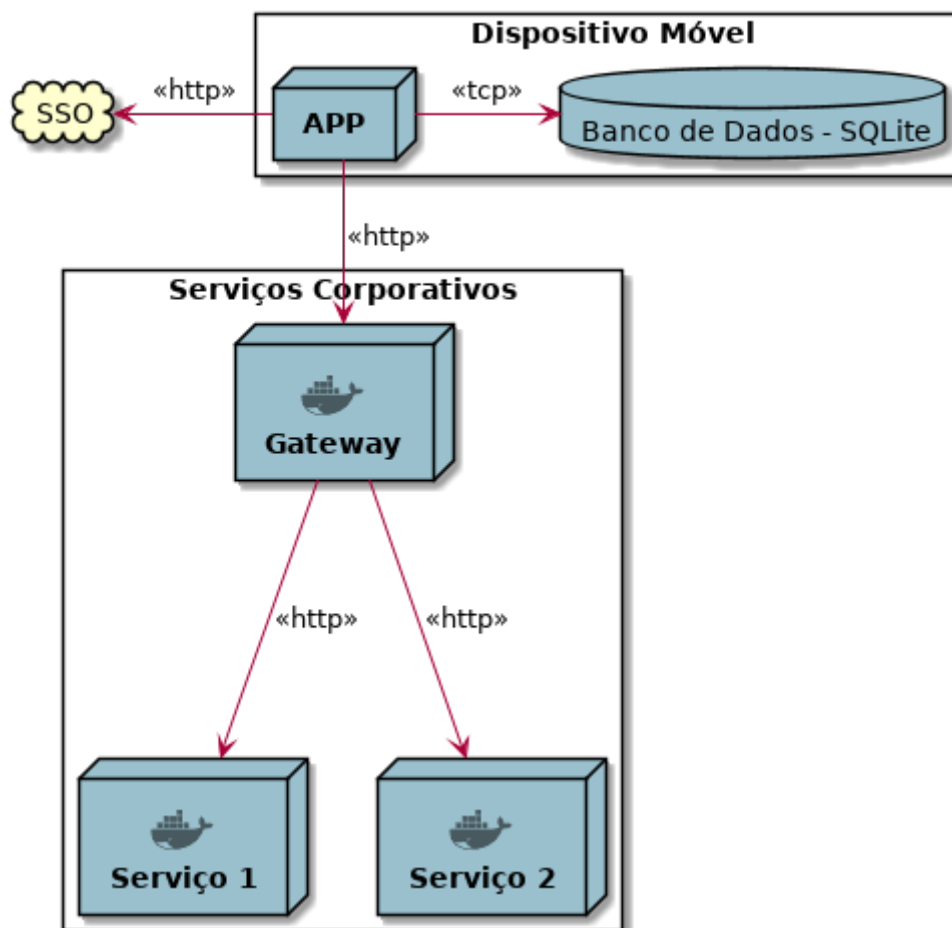 Dispositivo Móvel
SSO
«http»
APP
«tcp»
Banco de Dados - SQLite
«http»
Serviços Corporativos
Gateway
«http»
«http»
Serviço 1
Serviço 2